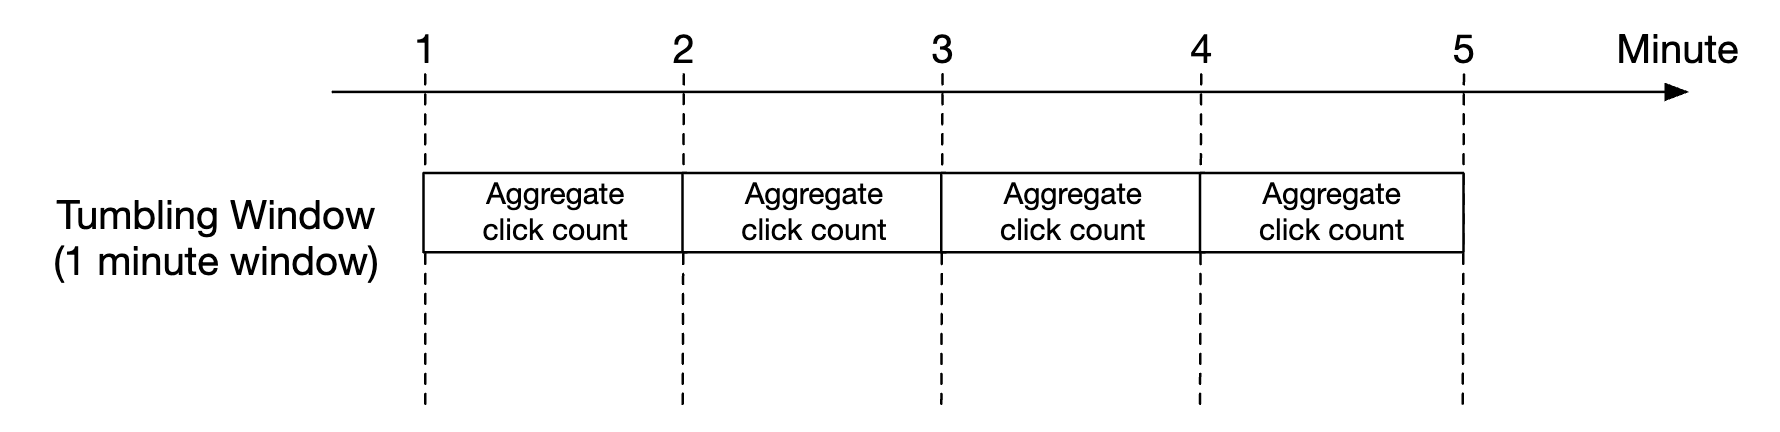 1 2 3 4 5 Minute
Aggregate Aggregate Aggregate Aggregate
click count click count click count click count
Tumbling Window
(1 minute window)